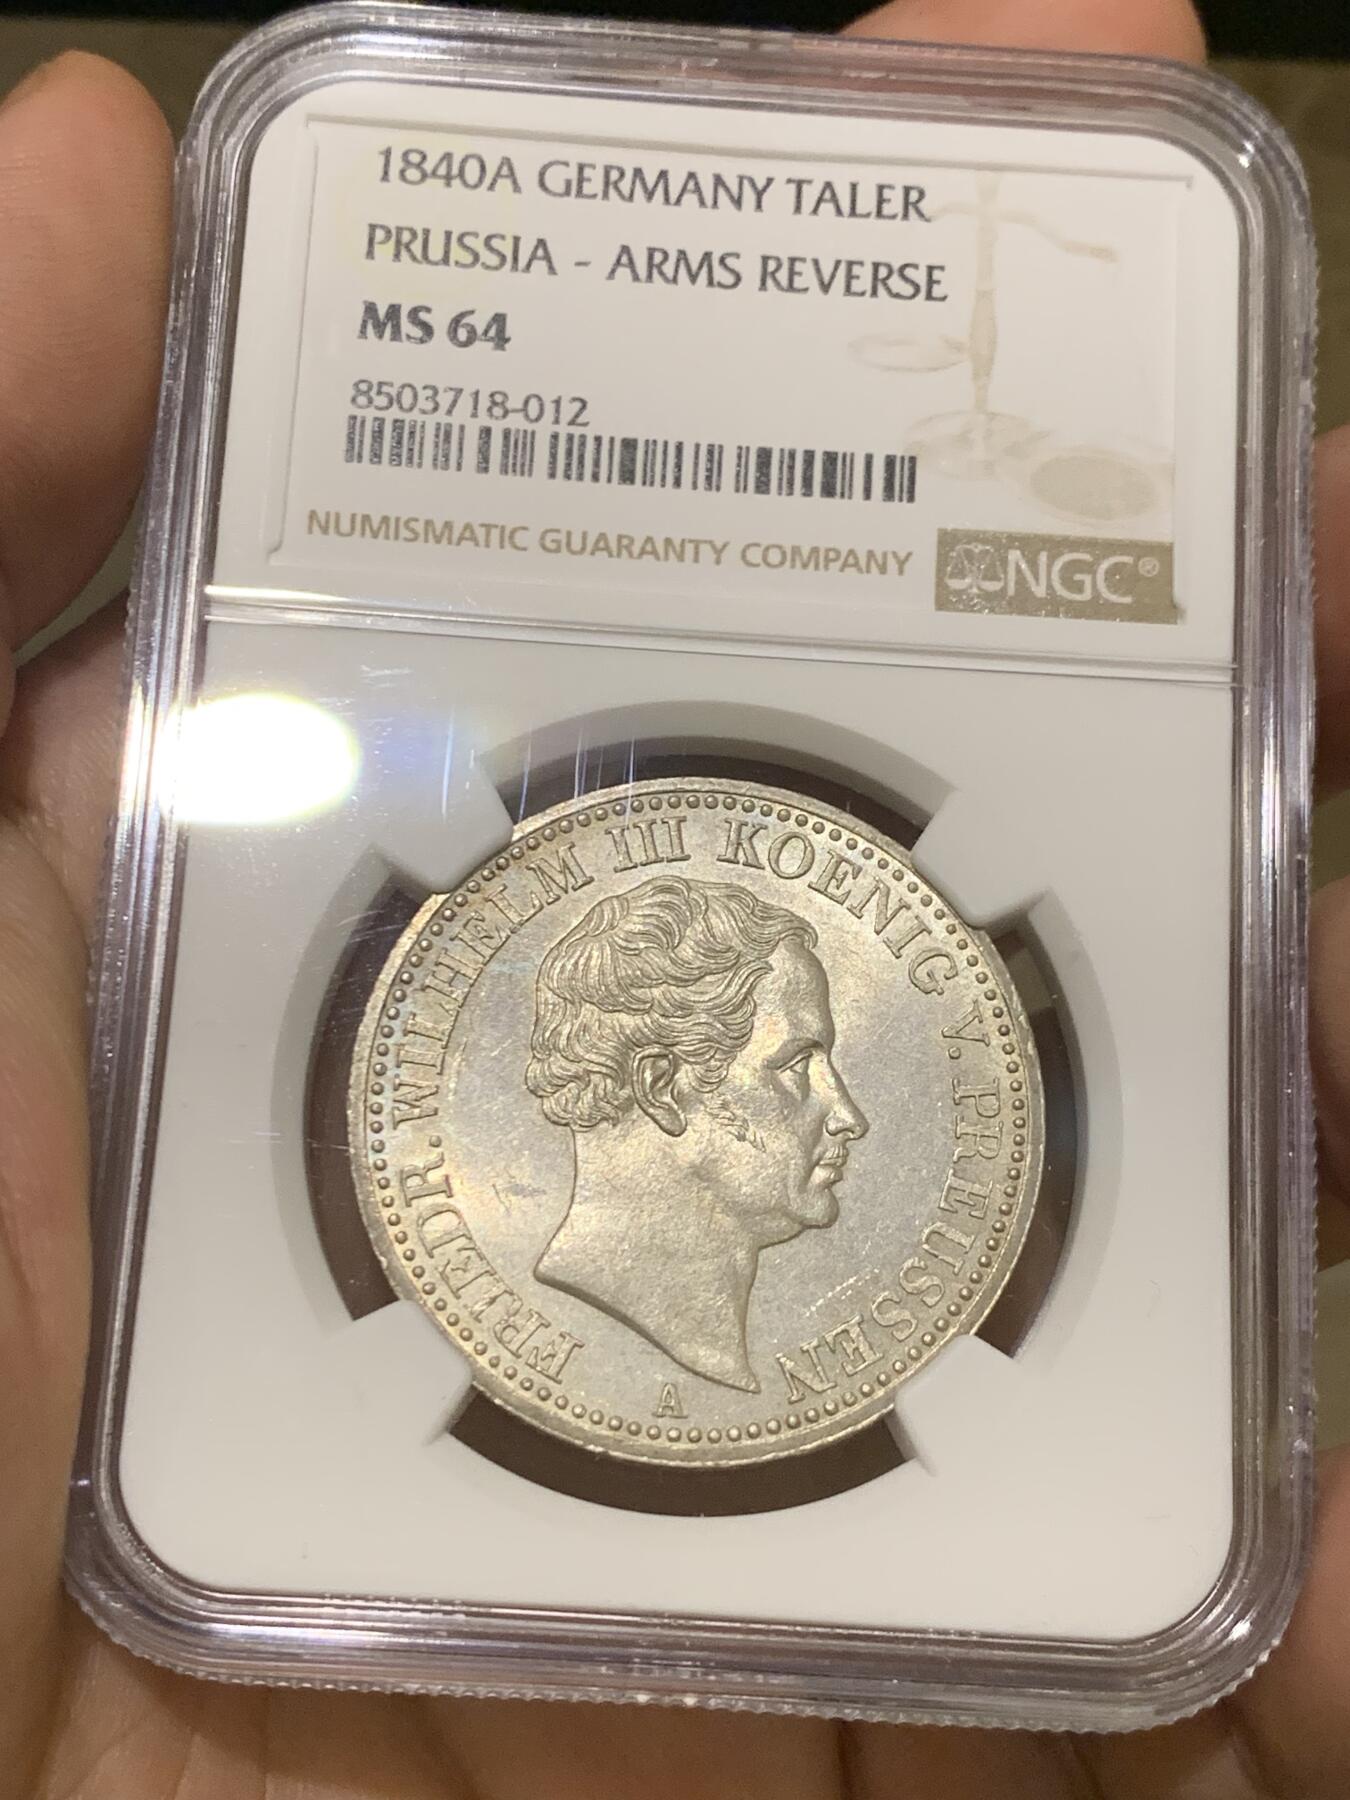 1840A GERMANY TALER
PRUSSIA - ARMS REVERSE
MS 64
8503718-012
NUMISMATIC GUARANTY COMPANY
NGC®
FRIEDR. WILHELM III KOENIG V. PREUSSEN
A